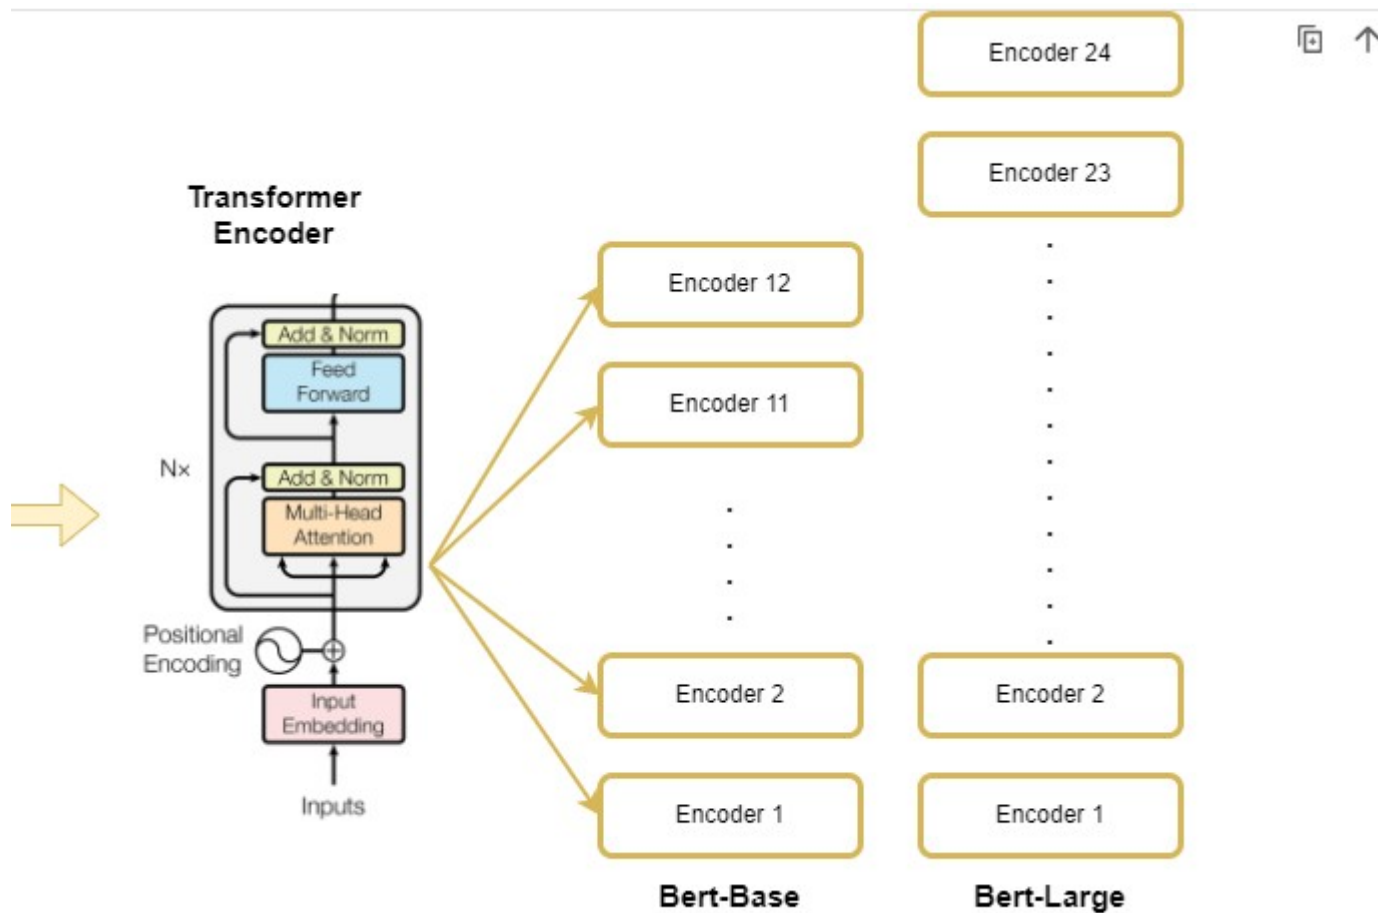 Transformer
Encoder
Add & Norm
Feed
Forward
N×
Add & Norm
Multi-Head
Attention
Positional
Encoding
Input
Embedding
Inputs
Encoder 12
Encoder 11
Encoder 2
Encoder 1
Bert-Base
Encoder 24
Encoder 23
Encoder 2
Encoder 1
Bert-Large